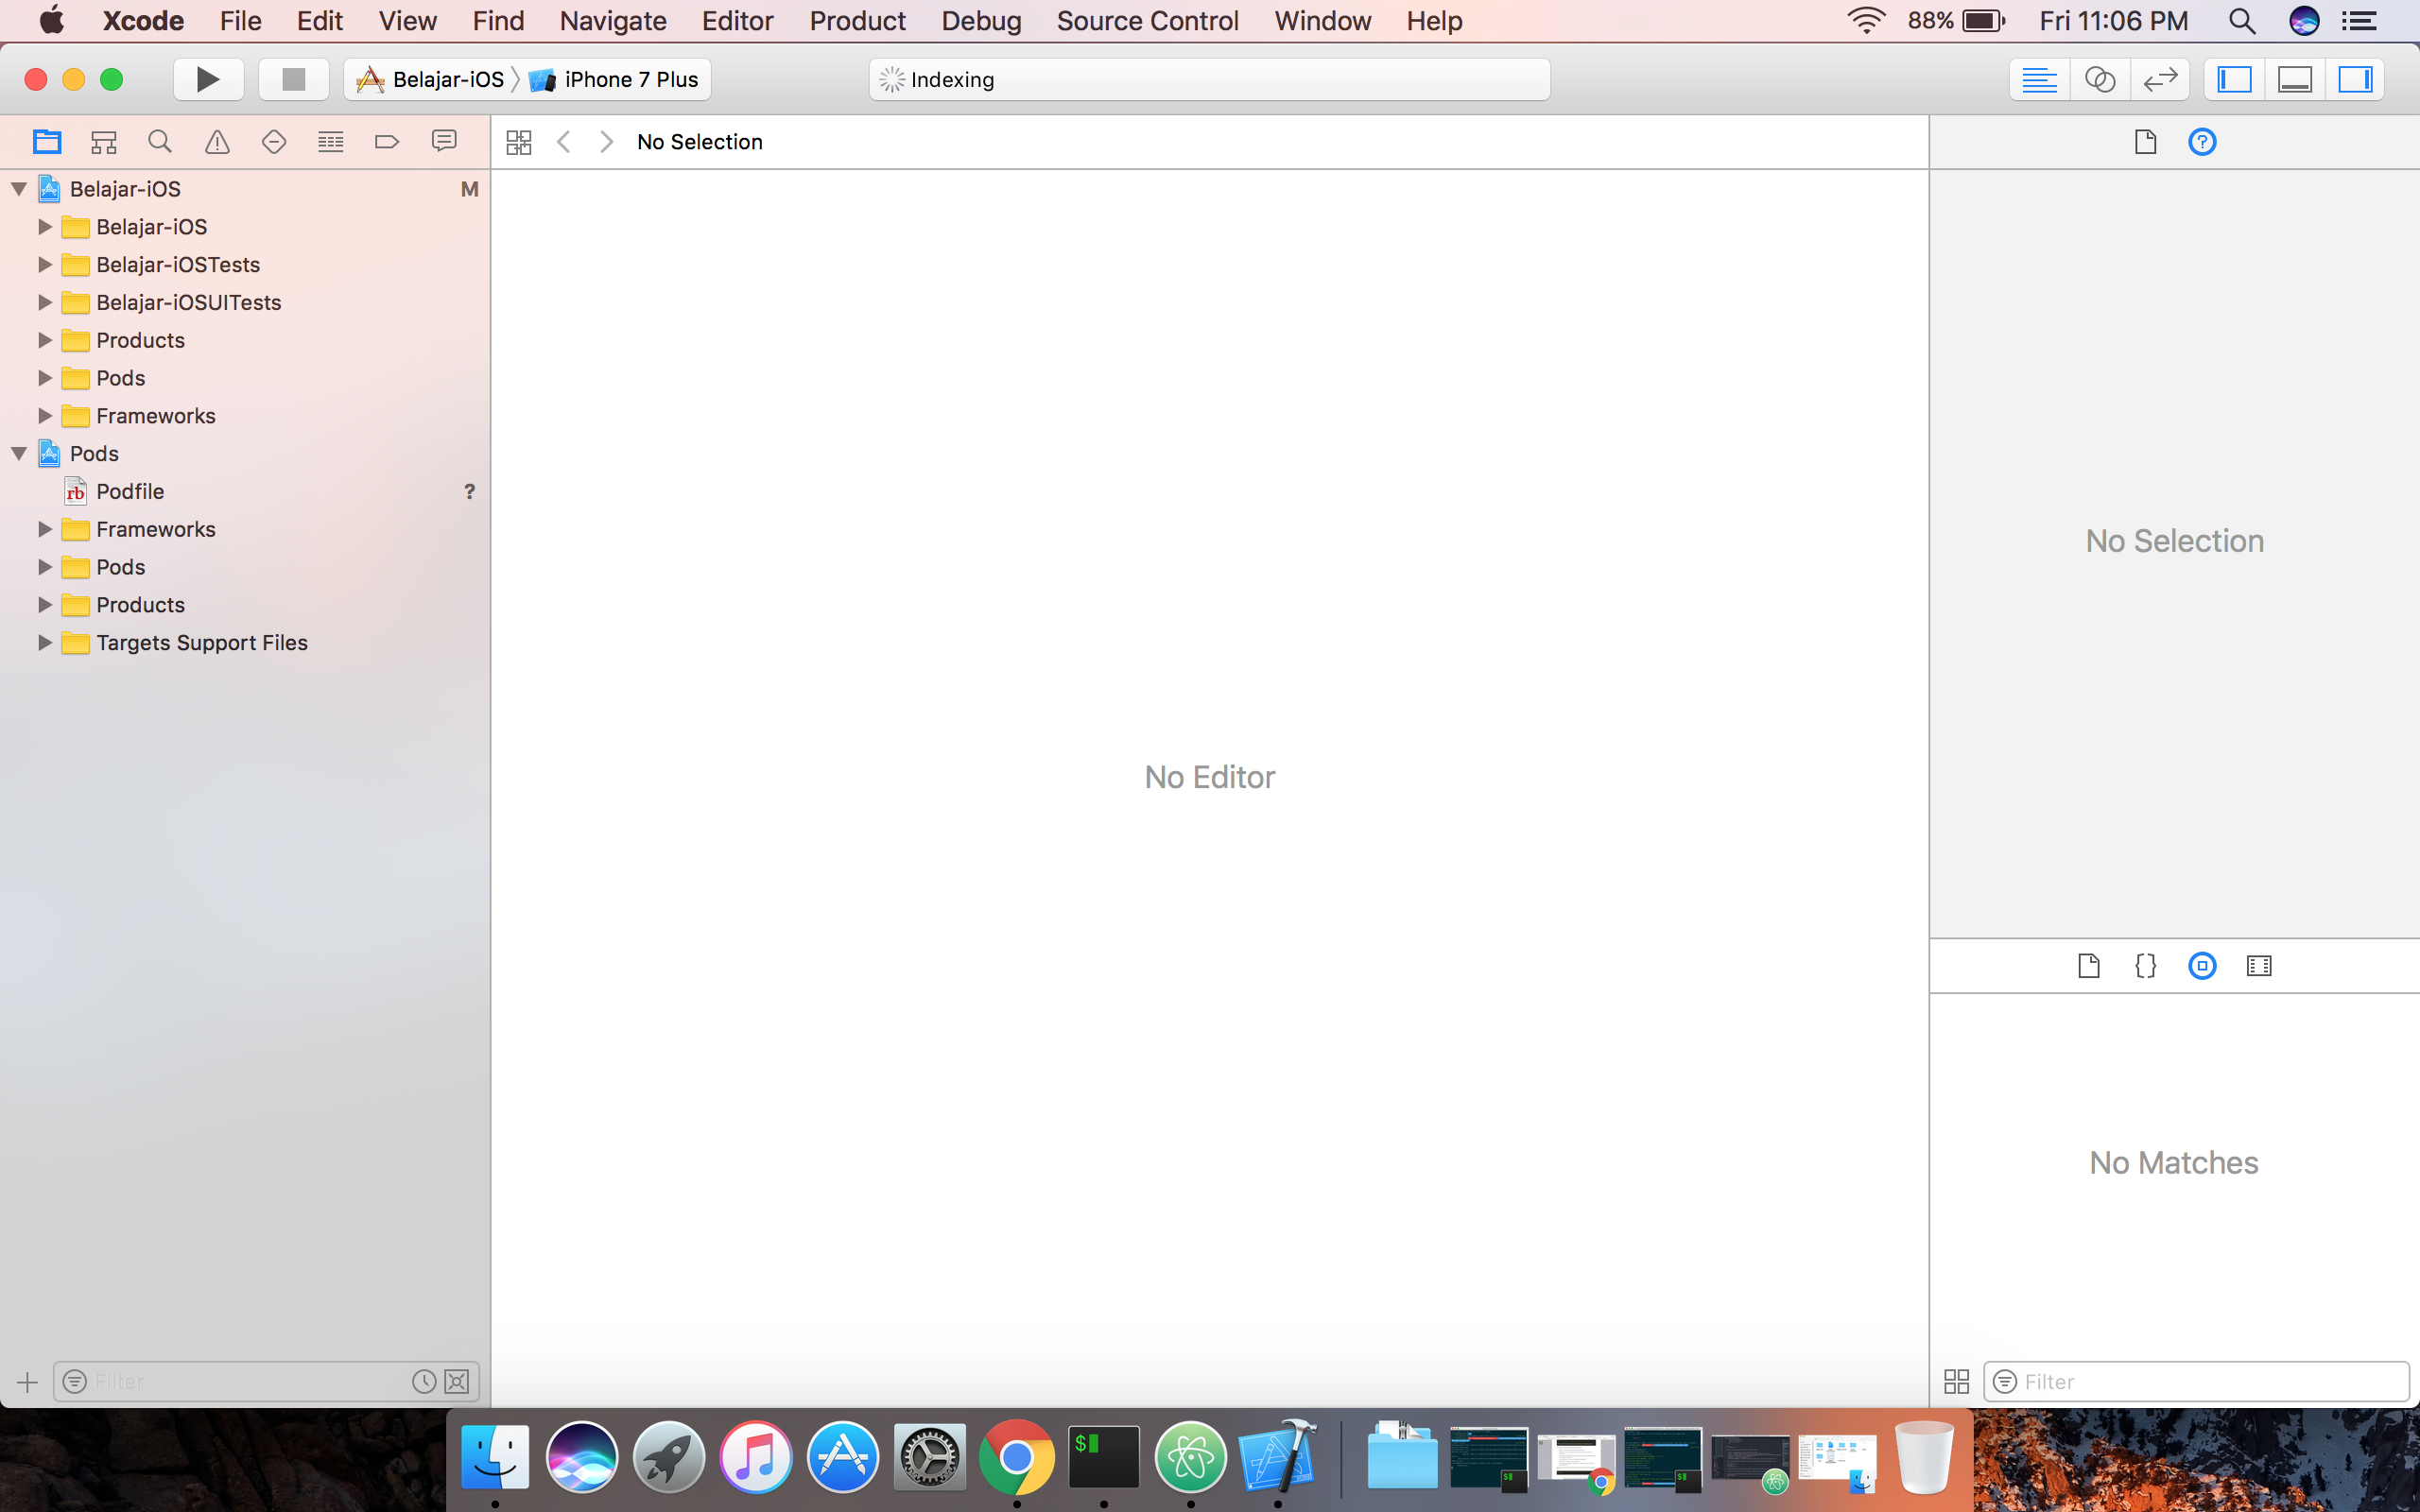 Xcode File Edit View Find Navigate Editor Product Debug Source Control Window Help 88% Fri 11:06 PM
Belajar-iOS iPhone 7 Plus Indexing
No Selection
Belajar-iOS M
Belajar-iOS
Belajar-iOSTests
Belajar-iOSUITests
Products
Pods
Frameworks
Pods
rb Podfile ?
Frameworks
Pods
Products
Targets Support Files
No Editor
No Selection
{}
No Matches
Filter
Filter
$